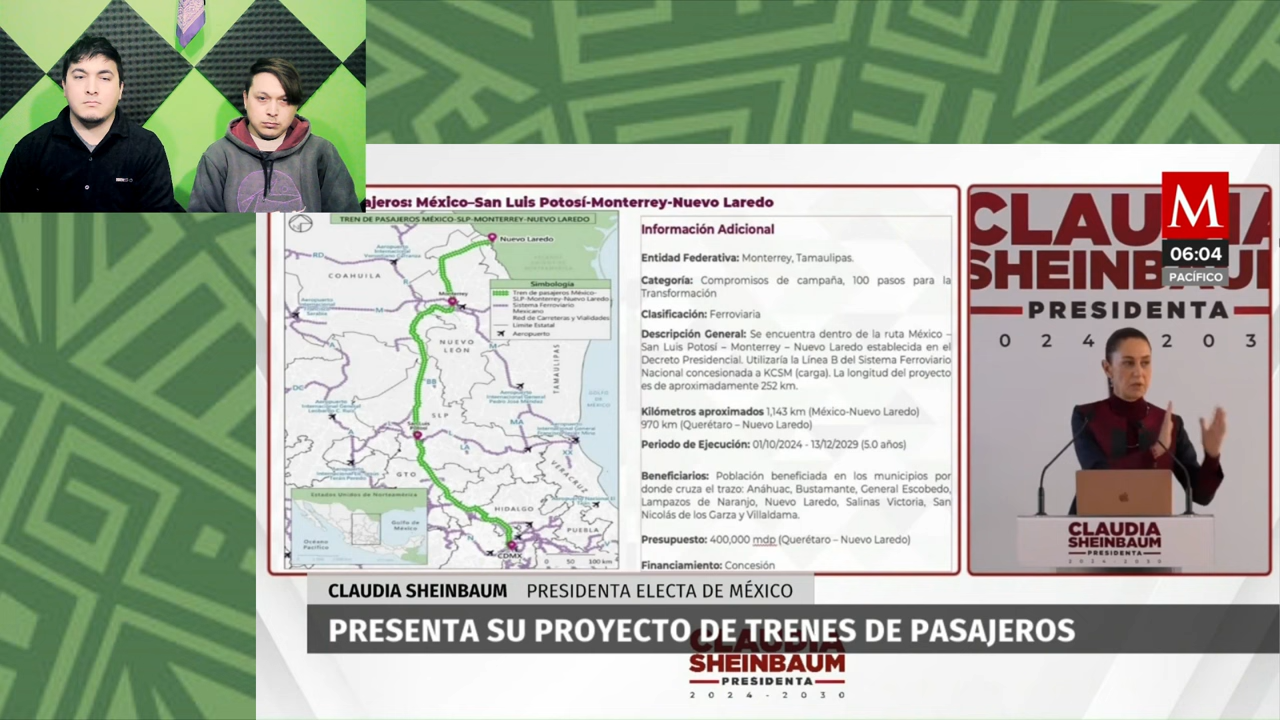 ajeros: México–San Luis Potosí-Monterrey-Nuevo Laredo
TREN DE PASAJEROS MÉXICO-SLP-MONTERREY-NUEVO LAREDO
Nuevo Laredo
COAHUILA
Monterrey
Simbología
Tren de pasajeros México-
SLP-Monterrey-Nuevo Laredo
Sistema Ferroviario
Mexicano
Red de Carreteras y Vialidades
Límite Estatal
Aeropuerto
NUEVO
LEÓN
TAMAULIPAS
SLP
GTO
HIDALGO
VERACRUZ
PUEBLA
CDMX
Estados Unidos de Norteamérica
Golfo de
México
Océano
Pacífico
0 50 100 km
Información Adicional
Entidad Federativa: Monterrey, Tamaulipas.
Categoría: Compromisos de campaña, 100 pasos para la
Transformación
Clasificación: Ferroviaria
Descripción General: Se encuentra dentro de la ruta México –
San Luis Potosí – Monterrey – Nuevo Laredo establecida en el
Decreto Presidencial. Utilizaría la Línea B del Sistema Ferroviario
Nacional concesionada a KCSM (carga). La longitud del proyecto
es de aproximadamente 252 km.
Kilómetros aproximados 1,143 km (México-Nuevo Laredo)
970 km (Querétaro – Nuevo Laredo)
Periodo de Ejecución: 01/10/2024 - 13/12/2029 (5.0 años)
Beneficiarios: Población beneficiada en los municipios por
donde cruza el trazo: Anáhuac, Bustamante, General Escobedo,
Lampazos de Naranjo, Nuevo Laredo, Salinas Victoria, San
Nicolás de los Garza y Villaldama.
Presupuesto: 400,000 mdp (Querétaro – Nuevo Laredo)
Financiamiento: Concesión
CLAUDIA
SHEINBAUM
PRESIDENTA
2024 203
M
06:04
PACÍFICO
CLAUDIA
SHEINBAUM
PRESIDENTA
2024-2030
CLAUDIA SHEINBAUM PRESIDENTA ELECTA DE MÉXICO
PRESENTA SU PROYECTO DE TRENES DE PASAJEROS
CLAUDIA
SHEINBAUM
PRESIDENTA
2024-2030